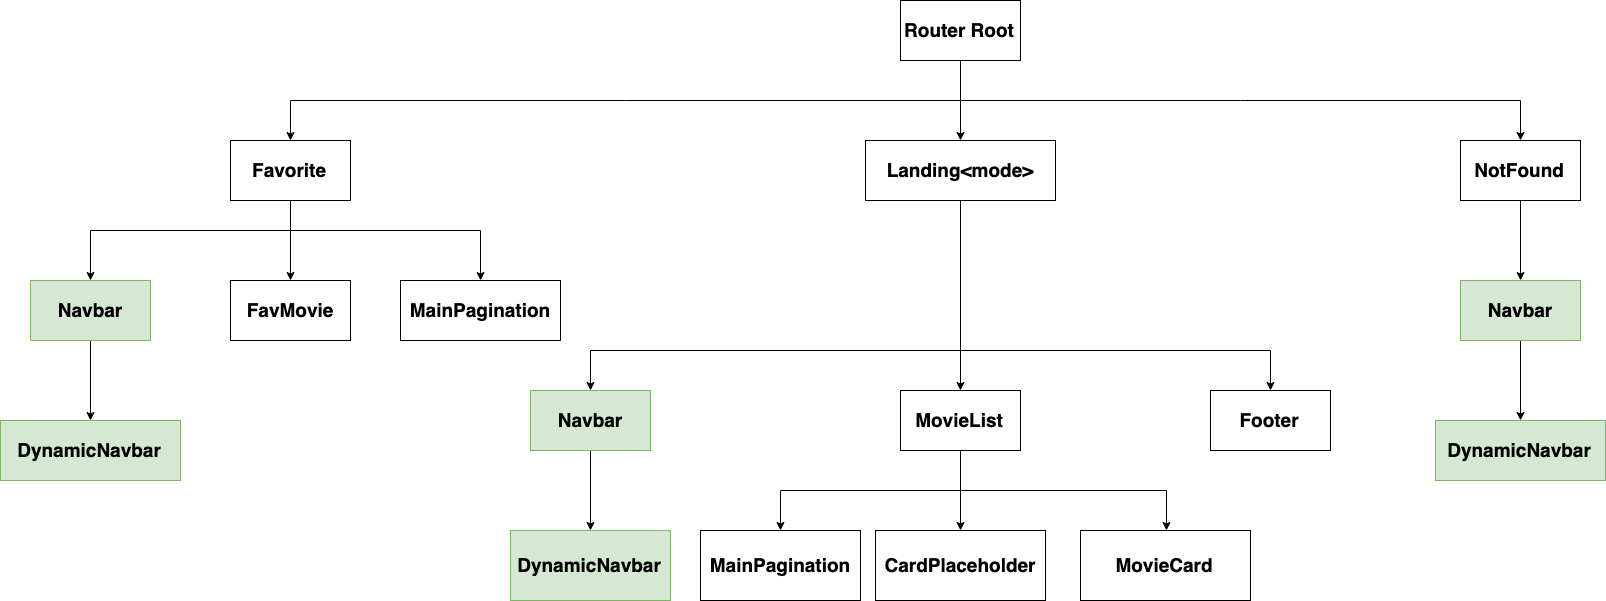 Router Root
Favorite
Landing<mode>
NotFound
Navbar
FavMovie
MainPagination
Navbar
DynamicNavbar
Navbar
MovieList
Footer
DynamicNavbar
DynamicNavbar
MainPagination
CardPlaceholder
MovieCard